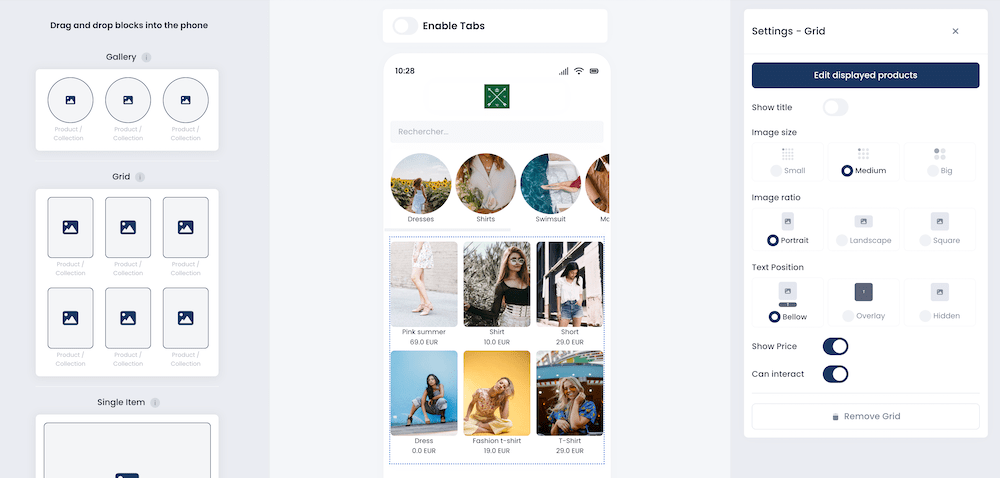 Drag and drop blocks into the phone
Gallery i
Product / Product / Product /
Collection Collection Collection
Grid i
Product / Product / Product /
Collection Collection Collection
Product / Product / Product /
Collection Collection Collection
Single Item i
Enable Tabs
10:28
Rechercher...
Dresses Shirts Swimsuit Mo
Pink summer Shirt Short
69.0 EUR 10.0 EUR 29.0 EUR
Dress Fashion t-shirt T-Shirt
0.0 EUR 19.0 EUR 29.0 EUR
Settings - Grid
Edit displayed products
Show title
Image size
Small Medium Big
Image ratio
Portrait Landscape Square
Text Position
Bellow Overlay Hidden
Show Price
Can interact
Remove Grid